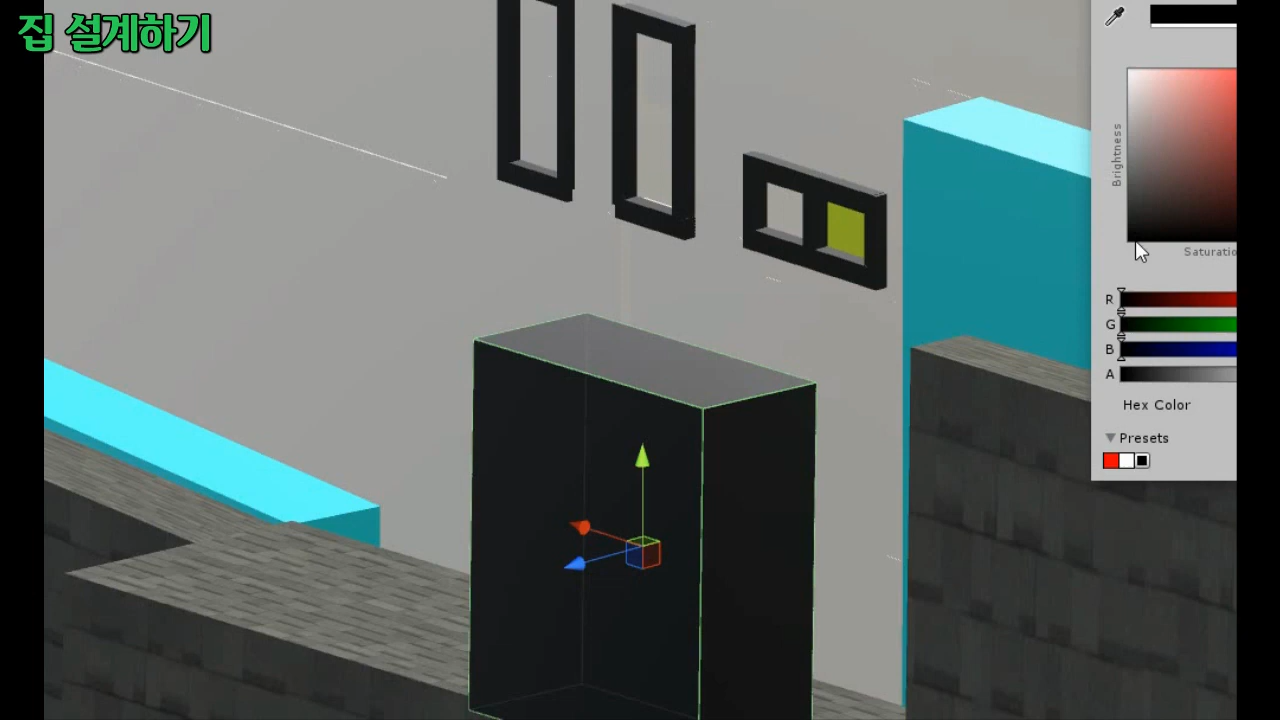 집 설계하기
Brightness
Saturatio
R
G
B
A
Hex Color
Presets